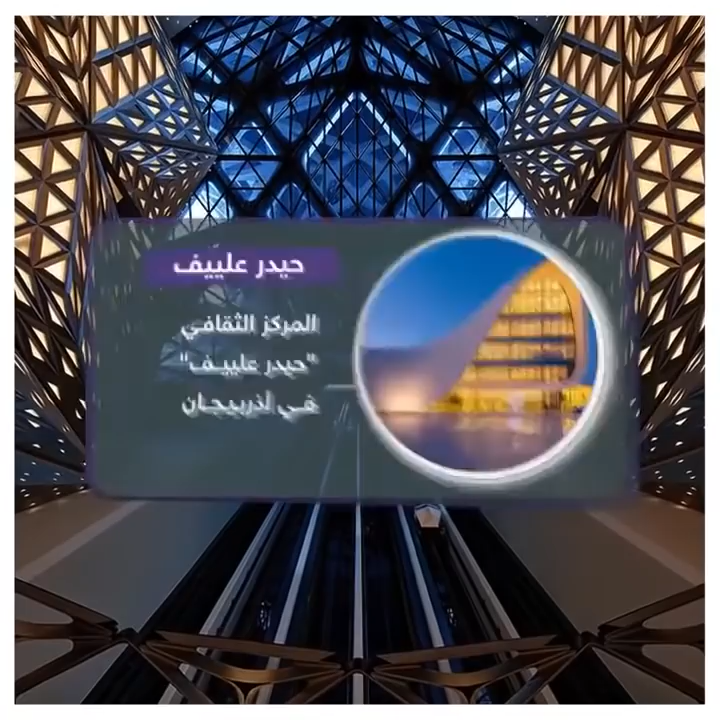 حيدر علييف
المركز الثقافي
"حيدر علييف"
في أذربيجان